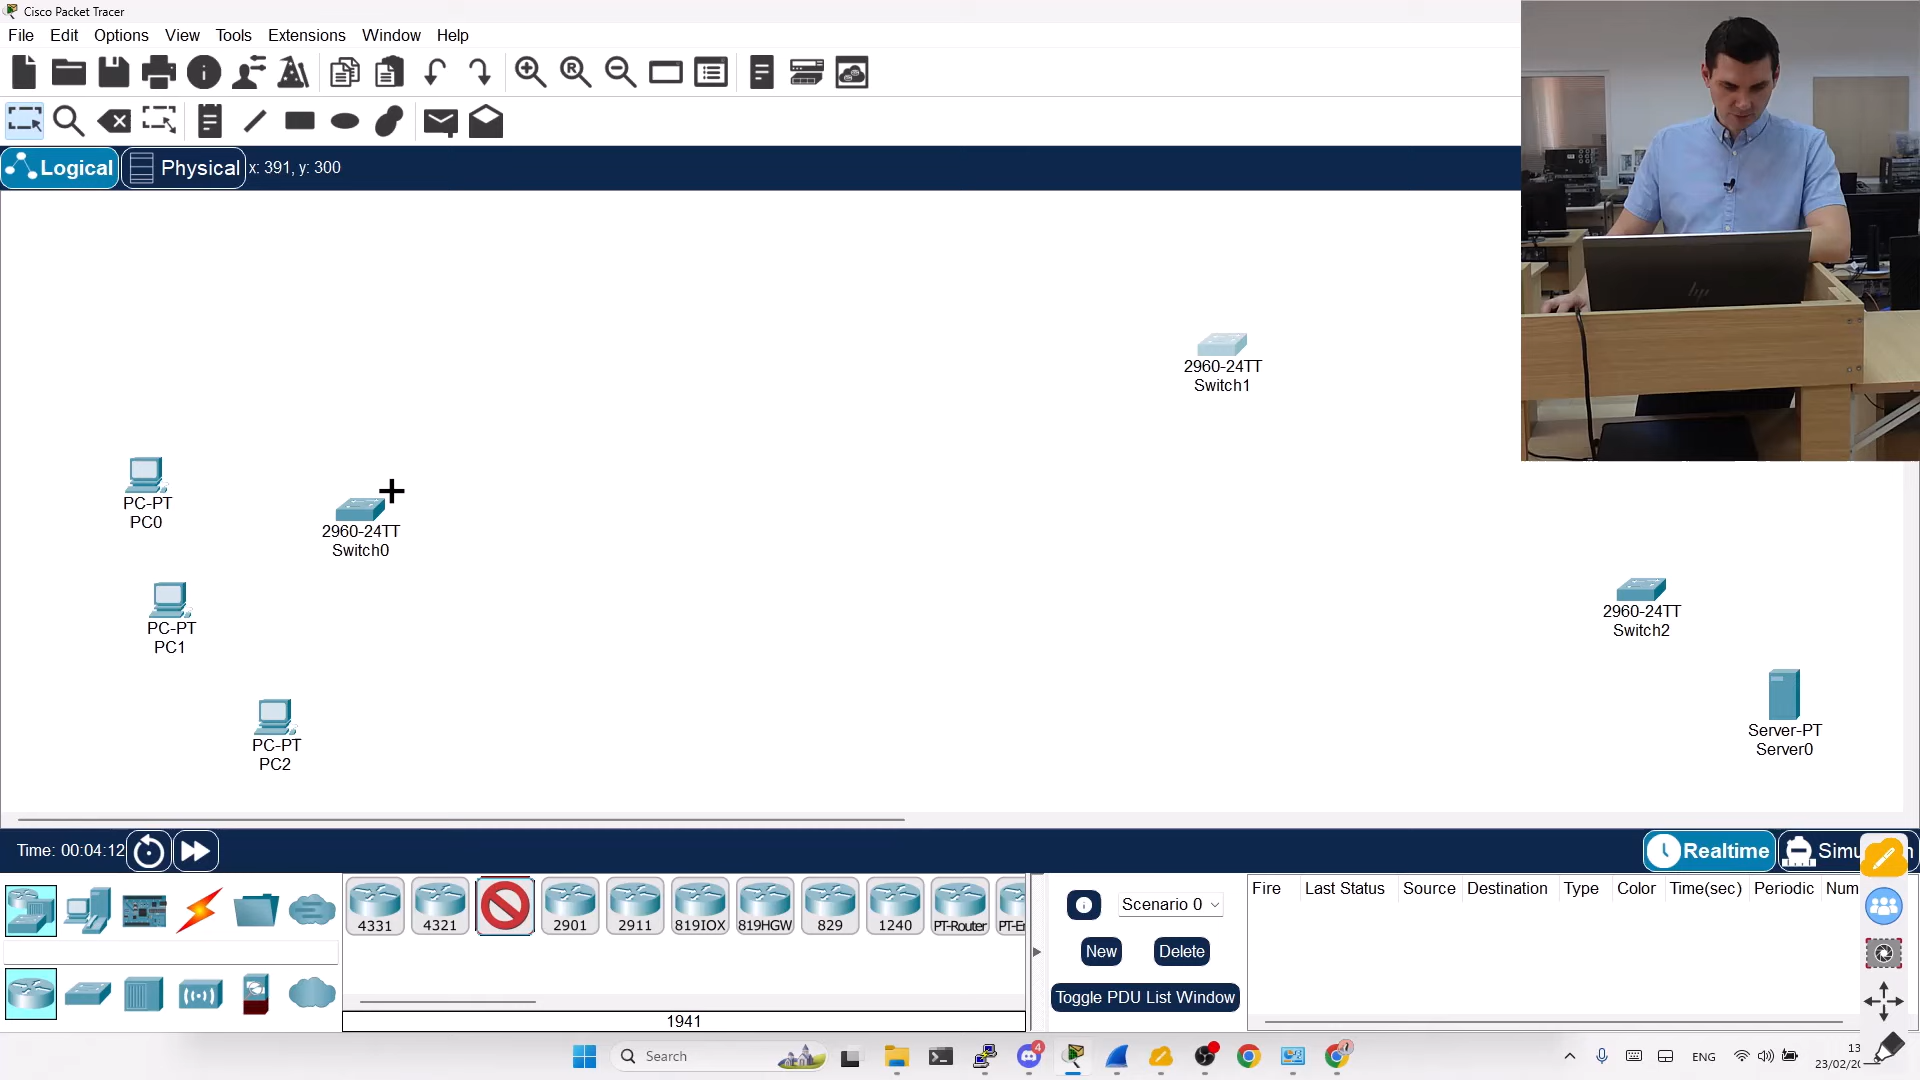 Cisco Packet Tracer
File Edit Options View Tools Extensions Window Help
Logical Physical x: 391, y: 300
2960-24TT
Switch1
PC-PT
PC0
2960-24TT
Switch0
PC-PT
PC1
2960-24TT
Switch2
PC-PT
PC2
Server-PT
Server0
Time: 00:04:12
Realtime
4331 4321 2901 2911 819IOX 819HGW 829 1240 PT-Router
1941
Scenario 0
New Delete
Toggle PDU List Window
Fire Last Status Source Destination Type Color Time(sec) Periodic Num
Search
4
ENG
hp